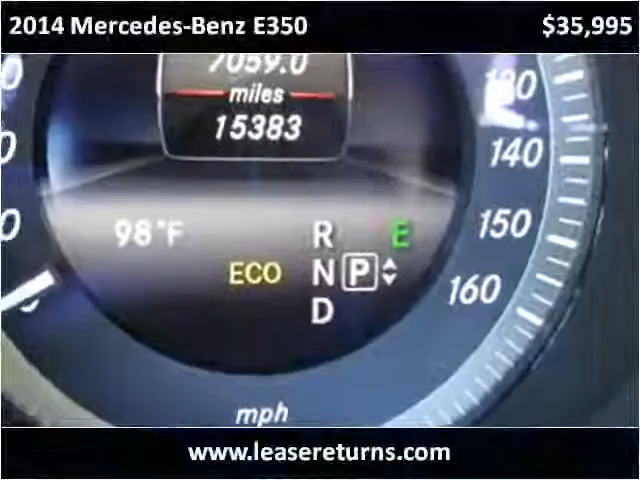 2014 Mercedes-Benz E350 $35,995
7059.0
miles
130
15383
140
0
98°F R E 150
ECO N P 160
D
mph
www.leasereturns.com